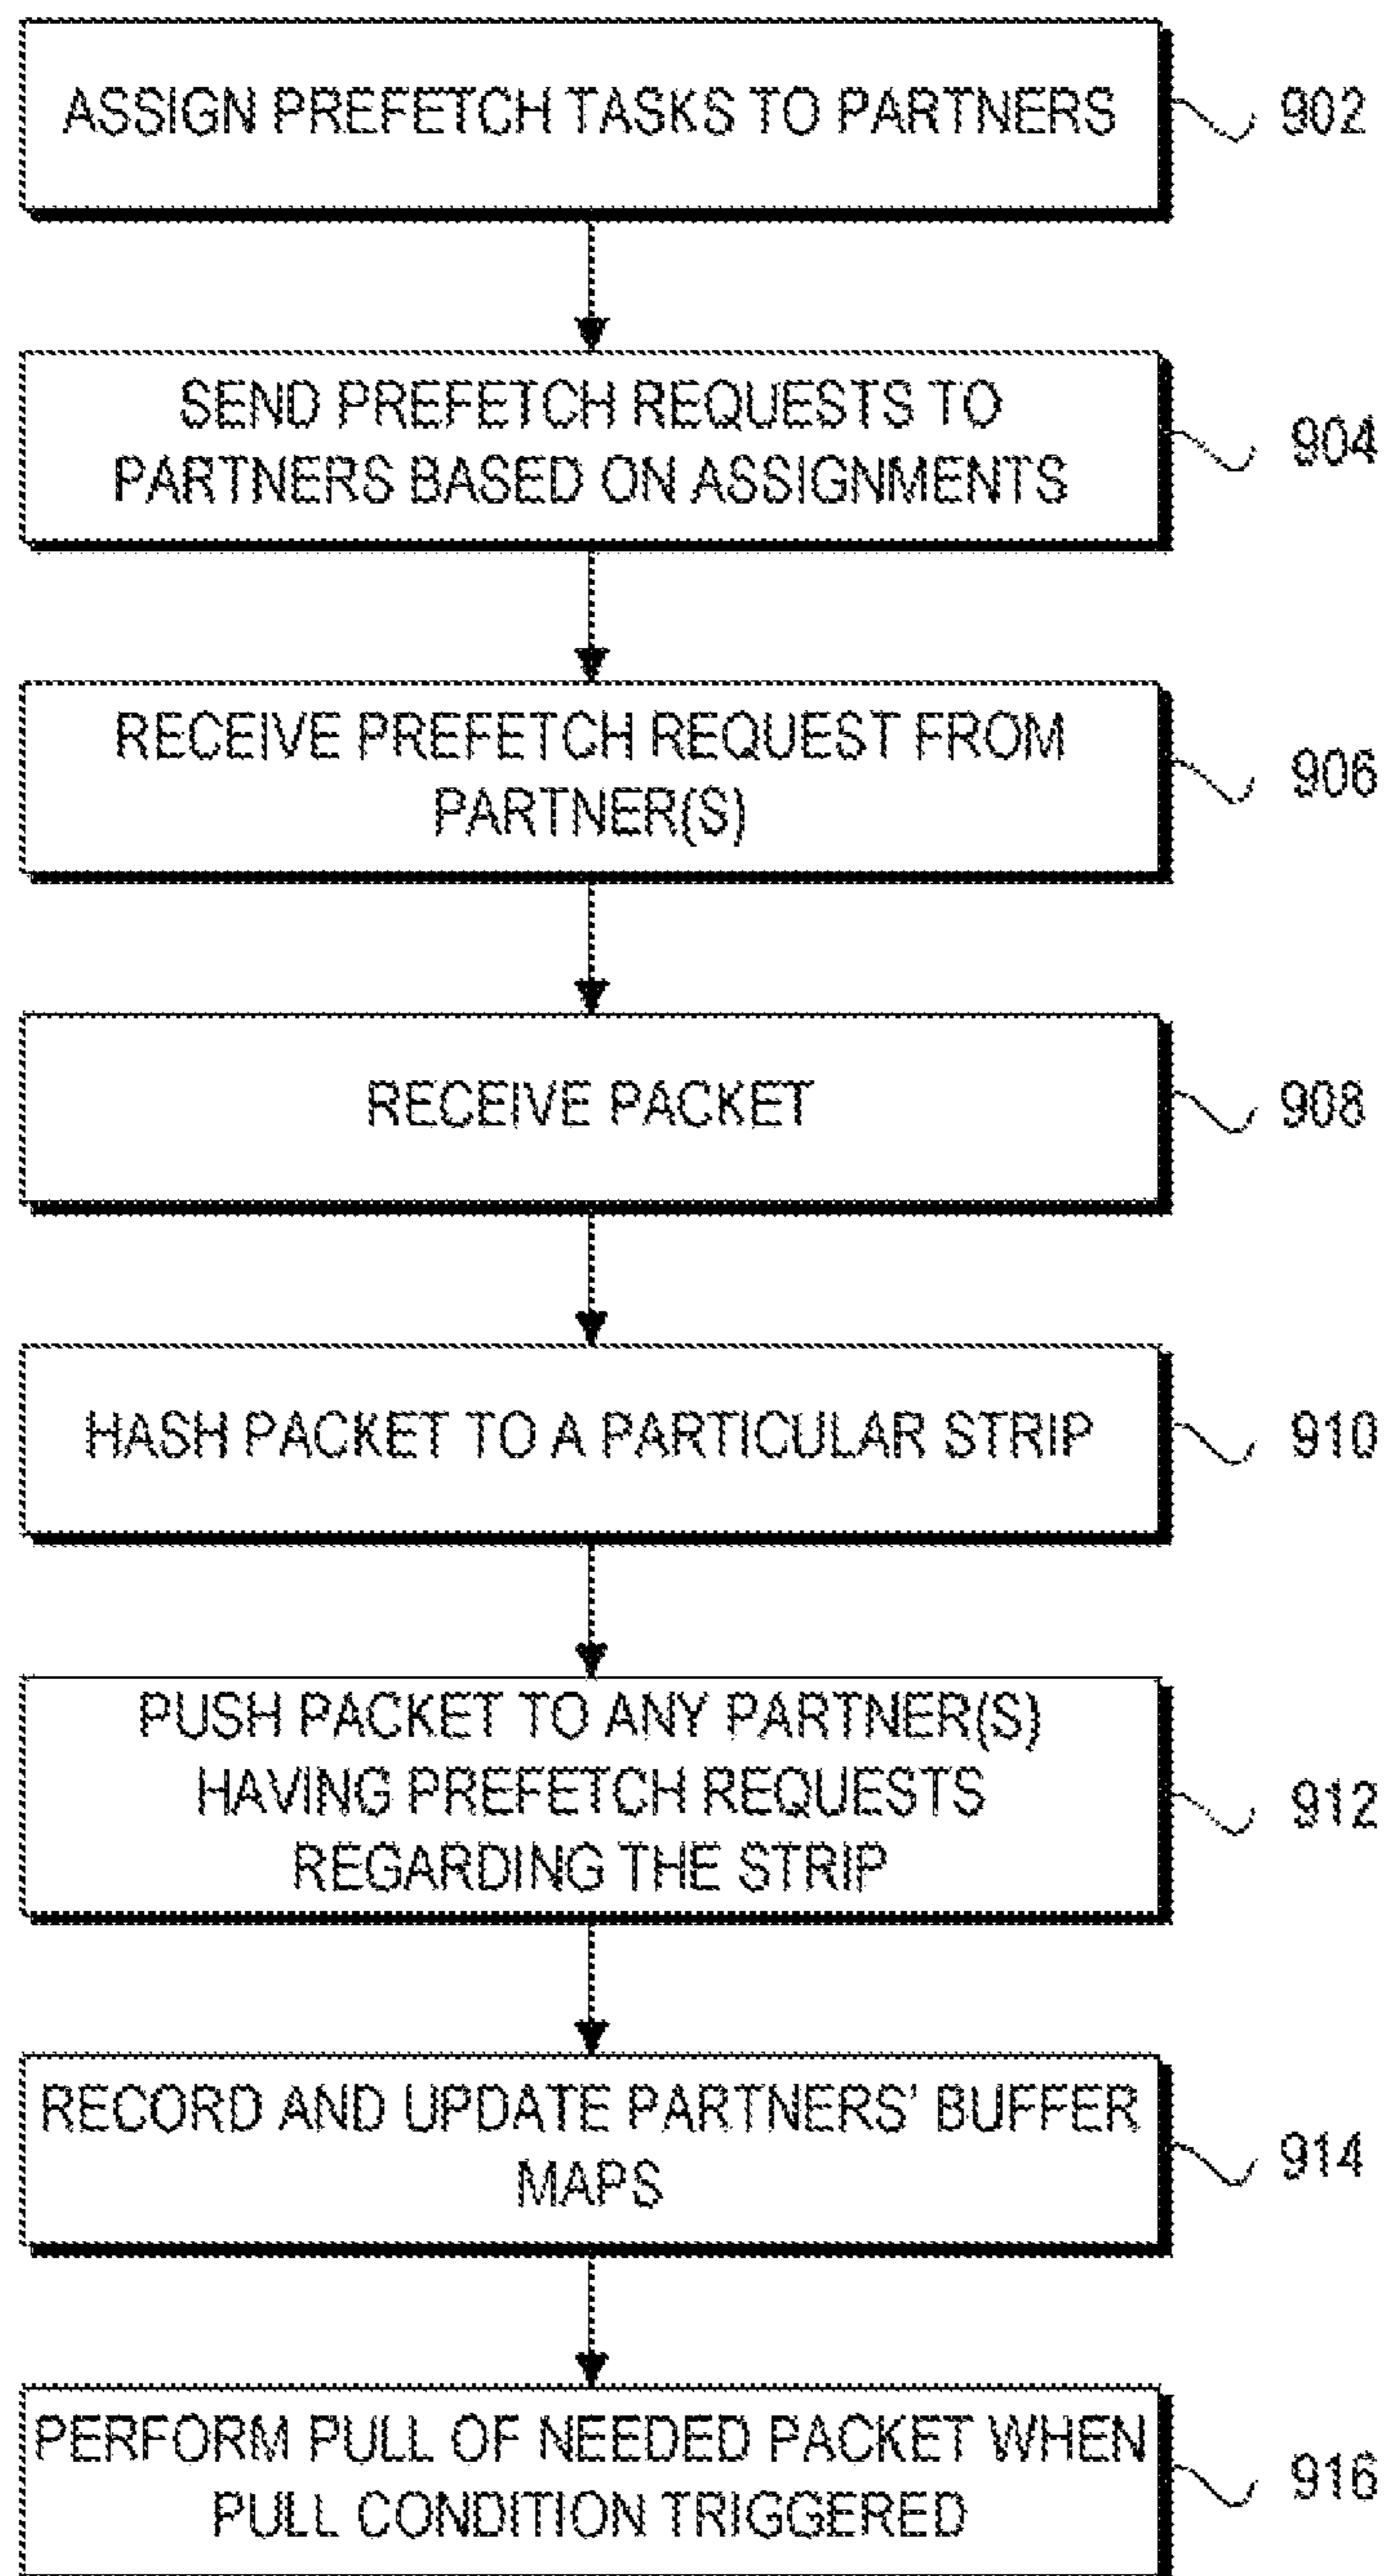 ASSIGN PREFETCH TASKS TO PARTNERS
902
SEND PREFETCH REQUESTS TO
PARTNERS BASED ON ASSIGNMENTS
904
RECEIVE PREFETCH REQUEST FROM
PARTNER(S)
906
RECEIVE PACKET
908
HASH PACKET TO A PARTICULAR STRIP
910
PUSH PACKET TO ANY PARTNER(S)
HAVING PREFETCH REQUESTS
REGARDING THE STRIP
912
RECORD AND UPDATE PARTNERS' BUFFER
MAPS
914
PERFORM PULL OF NEEDED PACKET WHEN
PULL CONDITION TRIGGERED
916